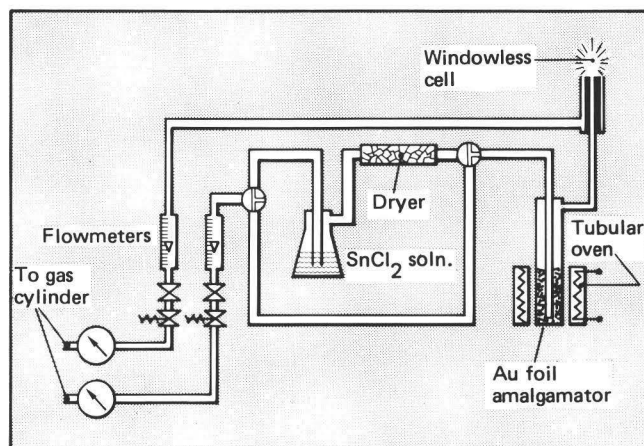 Windowless
cell
Dryer
Flowmeters
SnCl₂ soln.
Tubular
oven
To gas
cylinder
Au foil
amalgamator